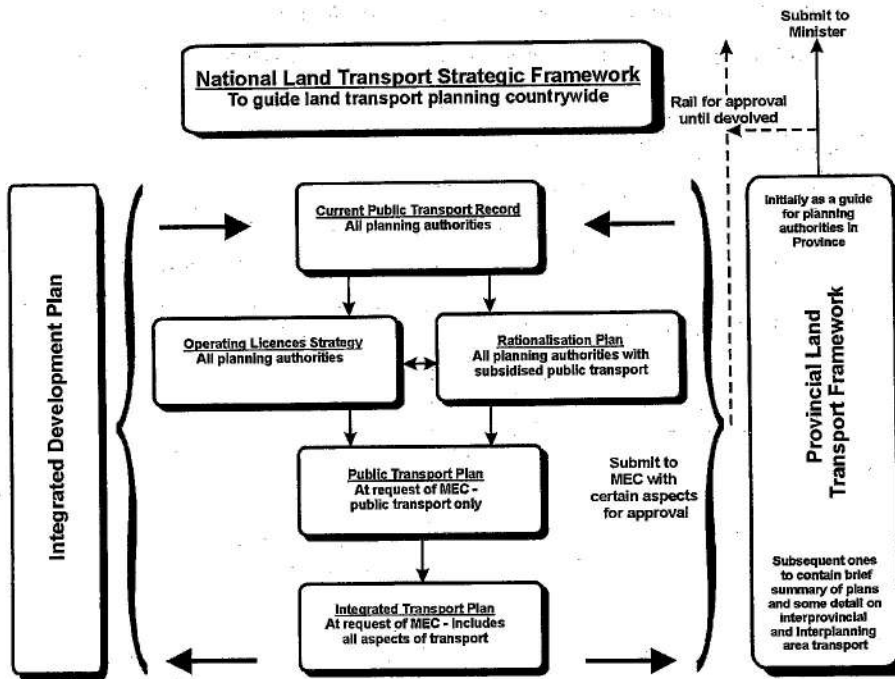 Submit to
Minister
National Land Transport Strategic Framework
To guide land transport planning countrywide
Rail for approval
until devolved
Integrated Development Plan
Current Public Transport Record
All planning authorities
Operating Licences Strategy
All planning authorities
Rationalisation Plan
All planning authorities with
subsidised public transport
Public Transport Plan
At request of MEC -
public transport only
Integrated Transport Plan
At request of MEC - Includes
all aspects of transport
Submit to
MEC with
certain aspects
for approval
Initially as a guide
for planning
authorities in
Province
Provincial Land
Transport Framework
Subsequent ones
to contain brief
summary of plans
and some detail on
interprovincial
and Interplanning
area transport